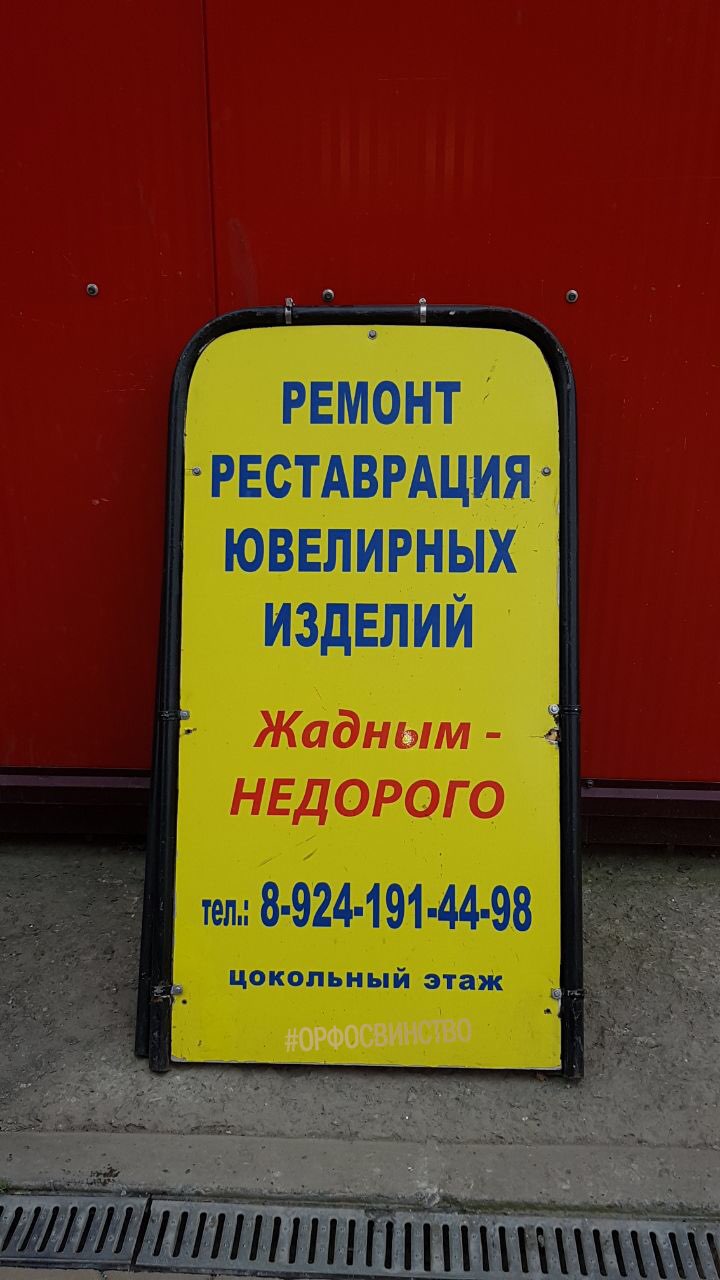 РЕМОНТ
РЕСТАВРАЦИЯ
ЮВЕЛИРНЫХ
ИЗДЕЛИЙ
Жадным -
НЕДОРОГО
тел.: 8-924-191-44-98
цокольный этаж
#ОРФОСВИНСТВО